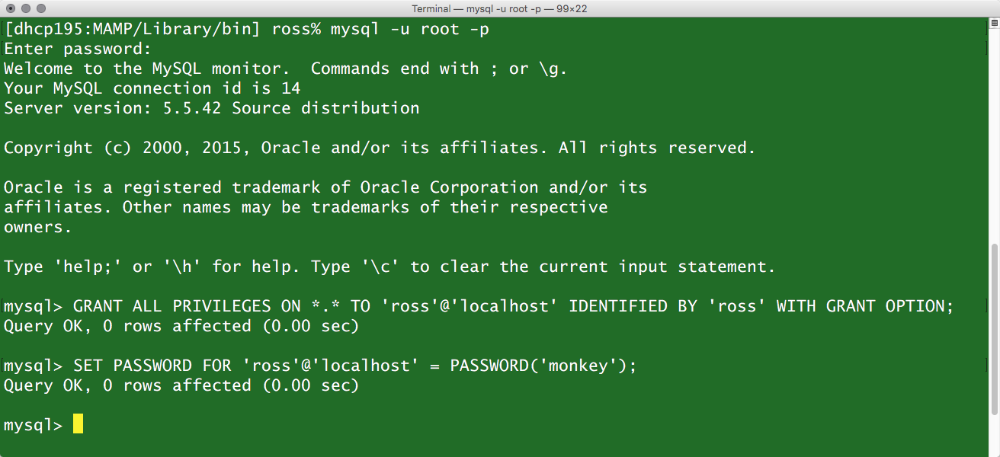 Terminal — mysql -u root -p — 99×22
[dhcp195:MAMP/Library/bin] ross% mysql -u root -p
Enter password:
Welcome to the MySQL monitor.  Commands end with ; or \g.
Your MySQL connection id is 14
Server version: 5.5.42 Source distribution
Copyright (c) 2000, 2015, Oracle and/or its affiliates. All rights reserved.
Oracle is a registered trademark of Oracle Corporation and/or its
affiliates. Other names may be trademarks of their respective
owners.
Type 'help;' or '\h' for help. Type '\c' to clear the current input statement.
mysql> GRANT ALL PRIVILEGES ON *.* TO 'ross'@'localhost' IDENTIFIED BY 'ross' WITH GRANT OPTION;
Query OK, 0 rows affected (0.00 sec)
mysql> SET PASSWORD FOR 'ross'@'localhost' = PASSWORD('monkey');
Query OK, 0 rows affected (0.00 sec)
mysql>